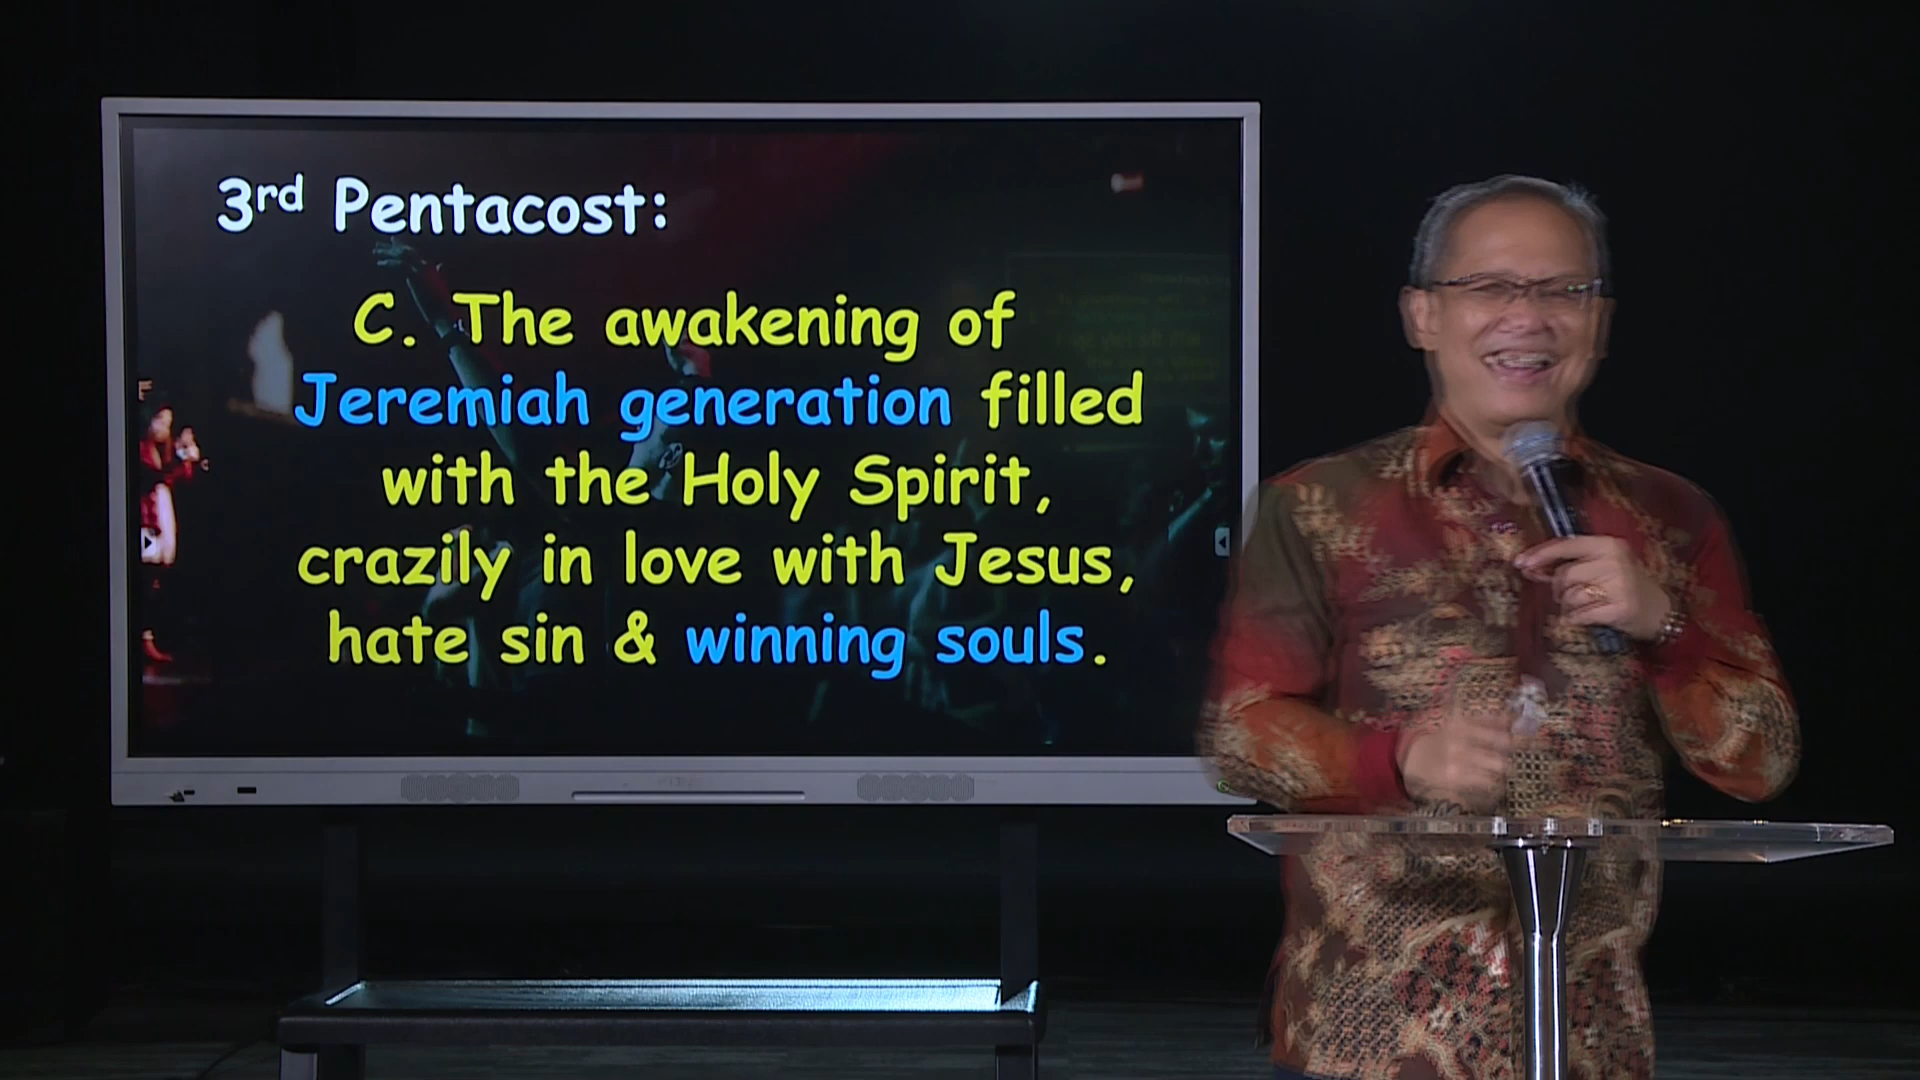 3rd Pentacost:
C. The awakening of
Jeremiah generation filled
with the Holy Spirit,
crazily in love with Jesus,
hate sin & winning souls.